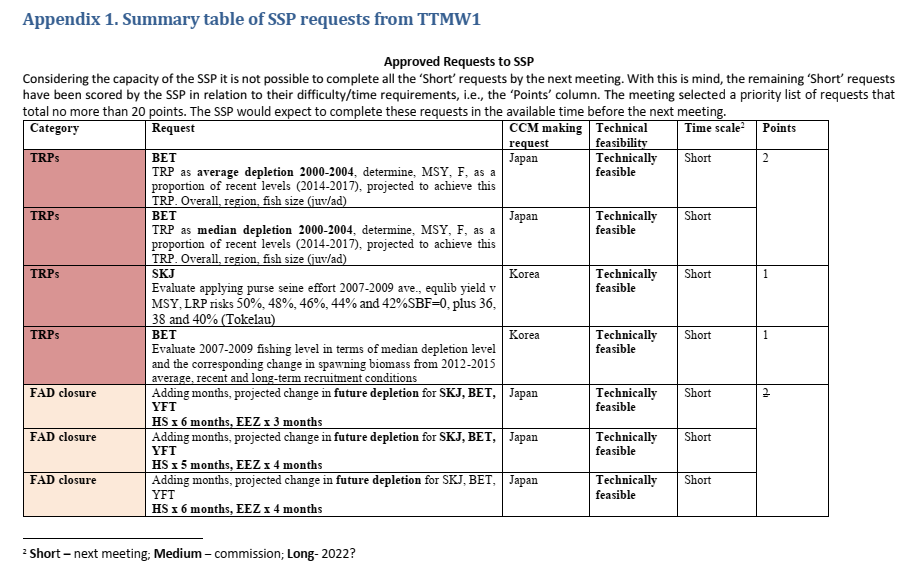 Appendix 1. Summary table of SSP requests from TTMW1
Approved Requests to SSP
Considering the capacity of the SSP it is not possible to complete all the 'Short' requests by the next meeting. With this is mind, the remaining 'Short' requests
have been scored by the SSP in relation to their difficulty/time requirements, i.e., the 'Points' column. The meeting selected a priority list of requests that
total no more than 20 points. The SSP would expect to complete these requests in the available time before the next meeting.
Category Request CCM making request Technical feasibility Time scale² Points
TRPs BET Japan Technically feasible Short 2
TRP as average depletion 2000-2004, determine, MSY, F, as a
proportion of recent levels (2014-2017), projected to achieve this
TRP. Overall, region, fish size (juv/ad)
TRPs BET Japan Technically feasible Short
TRP as median depletion 2000-2004, determine, MSY, F, as a
proportion of recent levels (2014-2017), projected to achieve this
TRP. Overall, region, fish size (juv/ad)
TRPs SKJ Korea Technically feasible Short 1
Evaluate applying purse seine effort 2007-2009 ave., equlib yield v
MSY, LRP risks 50%, 48%, 46%, 44% and 42%SBF=0, plus 36,
38 and 40% (Tokelau)
TRPs BET Korea Technically feasible Short 1
Evaluate 2007-2009 fishing level in terms of median depletion level
and the corresponding change in spawning biomass from 2012-2015
average, recent and long-term recruitment conditions
FAD closure Adding months, projected change in future depletion for SKJ, BET, Japan Technically feasible Short 2
YFT
HS x 6 months, EEZ x 3 months
FAD closure Adding months, projected change in future depletion for SKJ, BET, Japan Technically feasible Short
YFT
HS x 5 months, EEZ x 4 months
FAD closure Adding months, projected change in future depletion for SKJ, BET, Japan Technically feasible Short
YFT
HS x 6 months, EEZ x 4 months
² Short – next meeting; Medium – commission; Long- 2022?